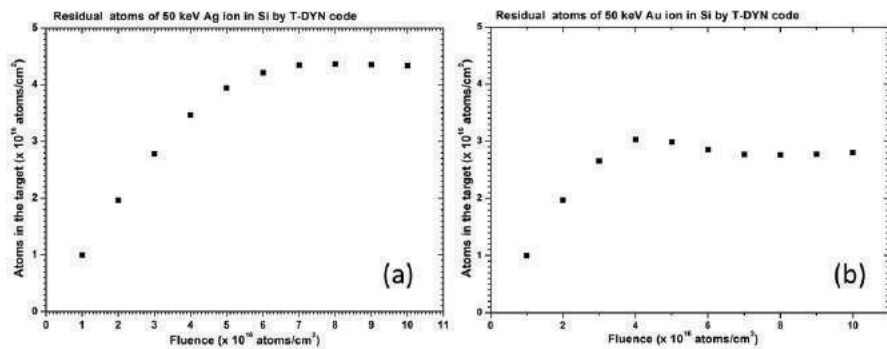 Residual atoms of 50 keV Ag ion in Si by T-DYN code
Atoms in the target (x 10¹⁶ atoms/cm²)
5
4
3
2
1
0
0 1 2 3 4 5 6 7 8 9 10 11
Fluence (x 10¹⁶ atoms/cm³)
(a)
Residual atoms of 50 keV Au ion in Si by T-DYN code
Atoms in the target (x 10¹⁶ atoms/cm²)
5
4
3
2
1
0
0 2 4 6 8 10
Fluence (x 10¹⁶ atoms/cm³)
(b)